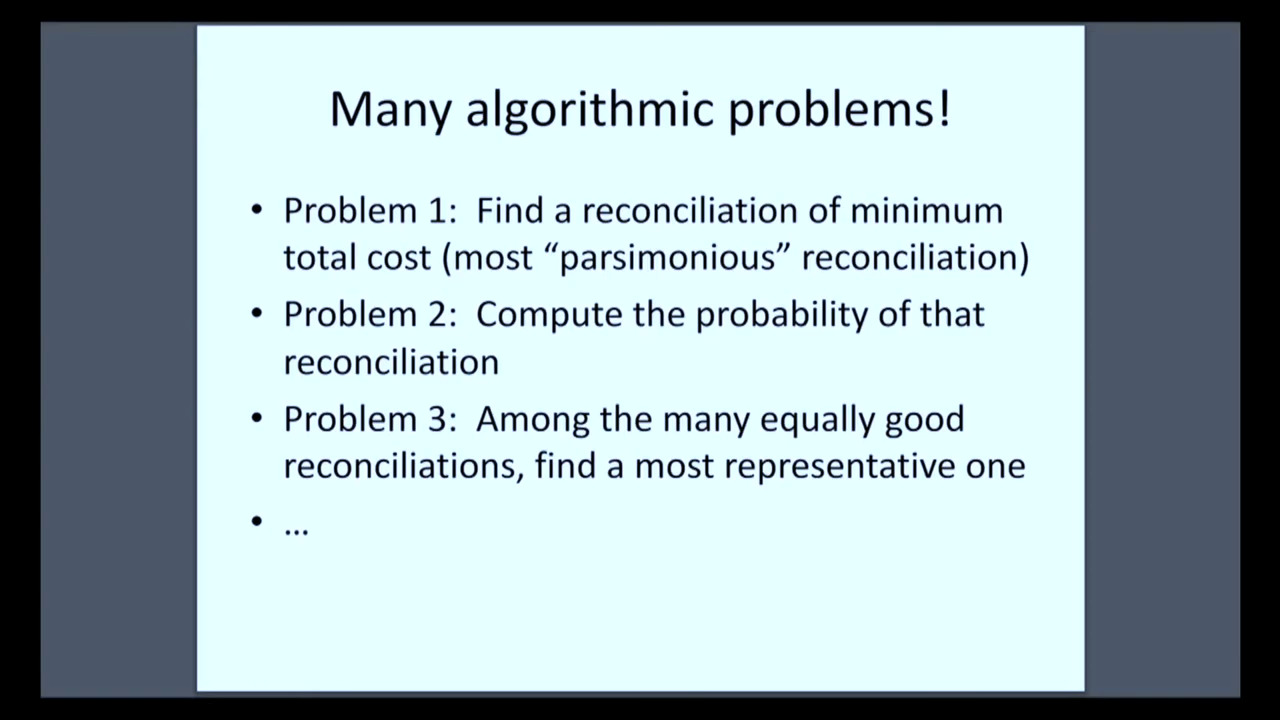 Many algorithmic problems!
• Problem 1:  Find a reconciliation of minimum
total cost (most “parsimonious” reconciliation)
• Problem 2:  Compute the probability of that
reconciliation
• Problem 3:  Among the many equally good
reconciliations, find a most representative one
• …